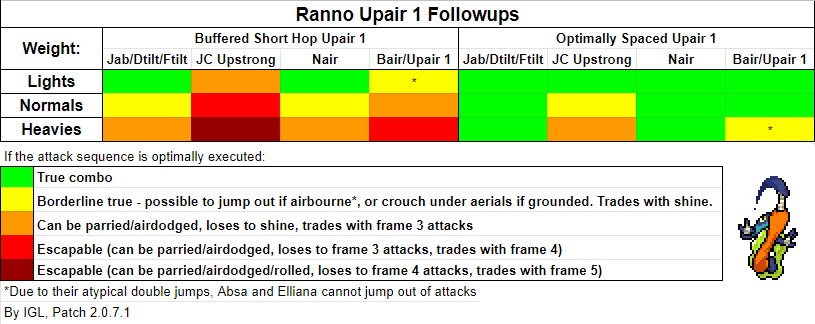 Ranno Upair 1 Followups
Weight:
Buffered Short Hop Upair 1
Optimally Spaced Upair 1
Jab/Dtilt/Ftilt JC Upstrong Nair Bair/Upair 1 Jab/Dtilt/Ftilt JC Upstrong Nair Bair/Upair 1
Lights *
Normals
Heavies *
If the attack sequence is optimally executed:
True combo
Borderline true - possible to jump out if airbourne*, or crouch under aerials if grounded. Trades with shine.
Can be parried/airdodged, loses to shine, trades with frame 3 attacks
Escapable (can be parried/airdodged, loses to frame 3 attacks, trades with frame 4)
Escapable (can be parried/airdodged/rolled, loses to frame 4 attacks, trades with frame 5)
*Due to their atypical double jumps, Absa and Elliana cannot jump out of attacks
By IGL, Patch 2.0.7.1